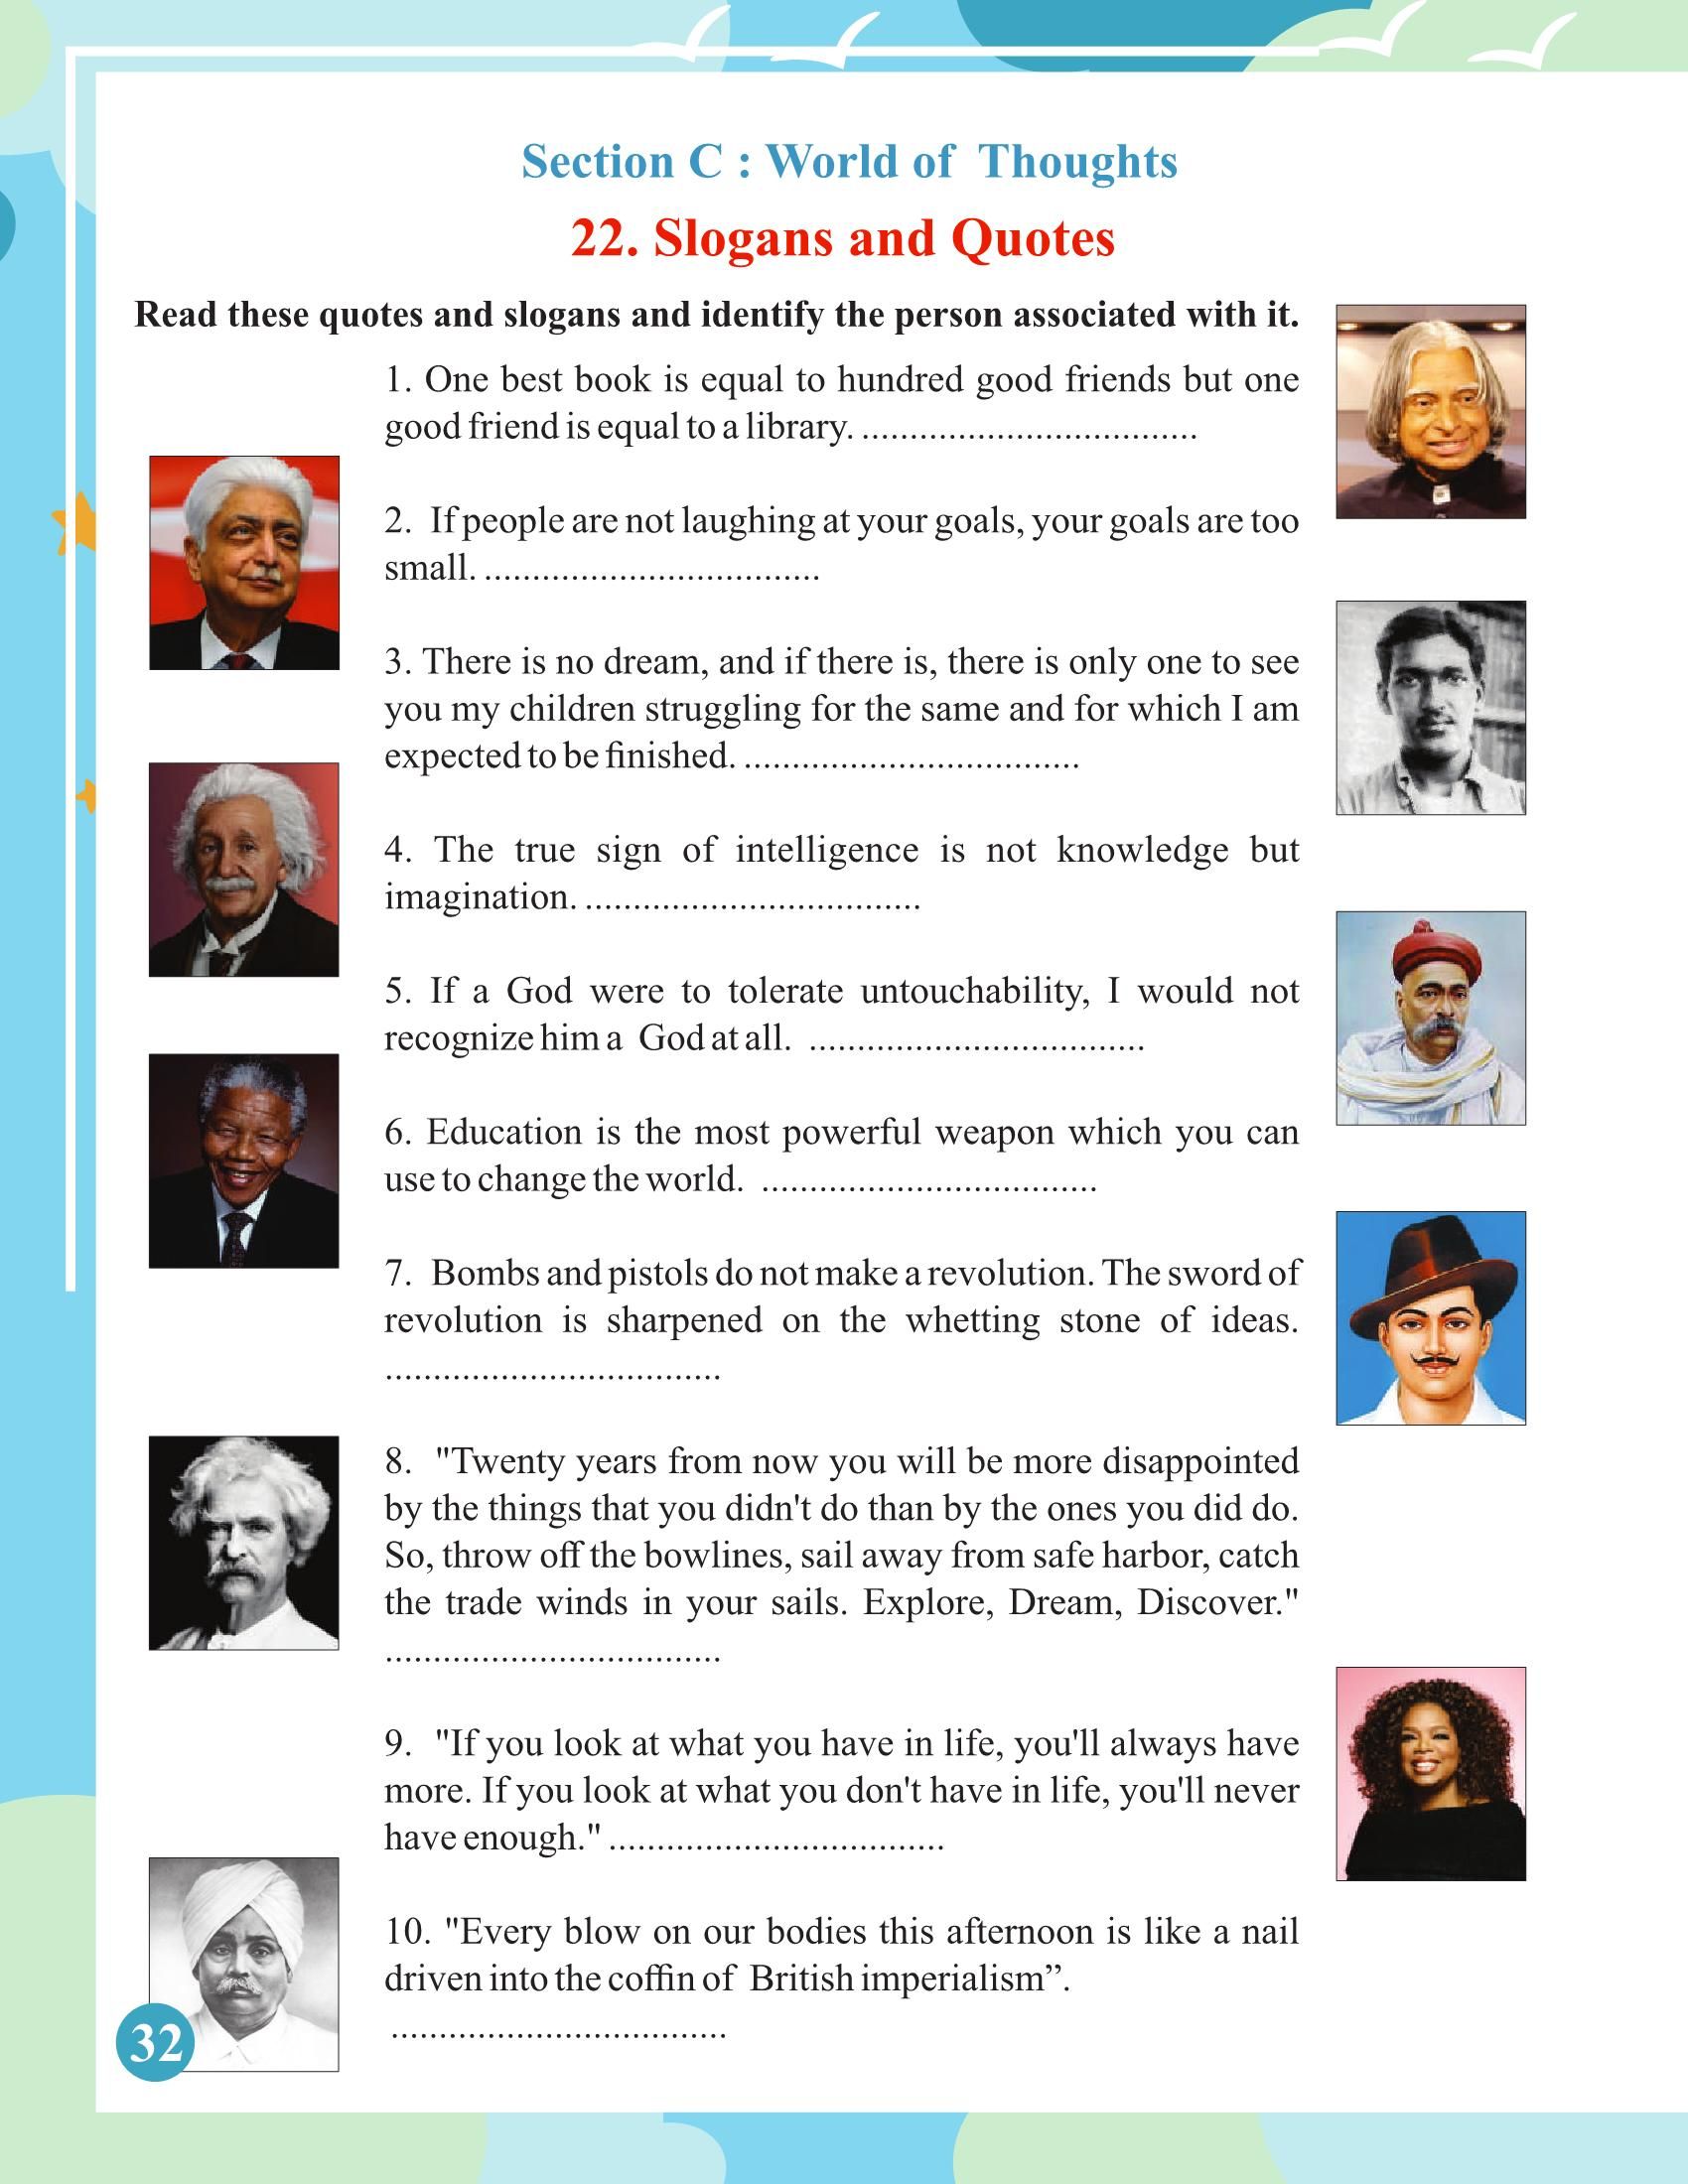 Section C : World of Thoughts
22. Slogans and Quotes
Read these quotes and slogans and identify the person associated with it.
1. One best book is equal to hundred good friends but one
good friend is equal to a library. ...................................
2. If people are not laughing at your goals, your goals are too
small. ...................................
3. There is no dream, and if there is, there is only one to see
you my children struggling for the same and for which I am
expected to be finished. ...................................
4. The true sign of intelligence is not knowledge but
imagination. ...................................
5. If a God were to tolerate untouchability, I would not
recognize him a God at all. ...................................
6. Education is the most powerful weapon which you can
use to change the world. ...................................
7. Bombs and pistols do not make a revolution. The sword of
revolution is sharpened on the whetting stone of ideas.
...................................
8. "Twenty years from now you will be more disappointed
by the things that you didn't do than by the ones you did do.
So, throw off the bowlines, sail away from safe harbor, catch
the trade winds in your sails. Explore, Dream, Discover."
...................................
9. "If you look at what you have in life, you'll always have
more. If you look at what you don't have in life, you'll never
have enough." ...................................
10. "Every blow on our bodies this afternoon is like a nail
driven into the coffin of British imperialism”.
...................................
32